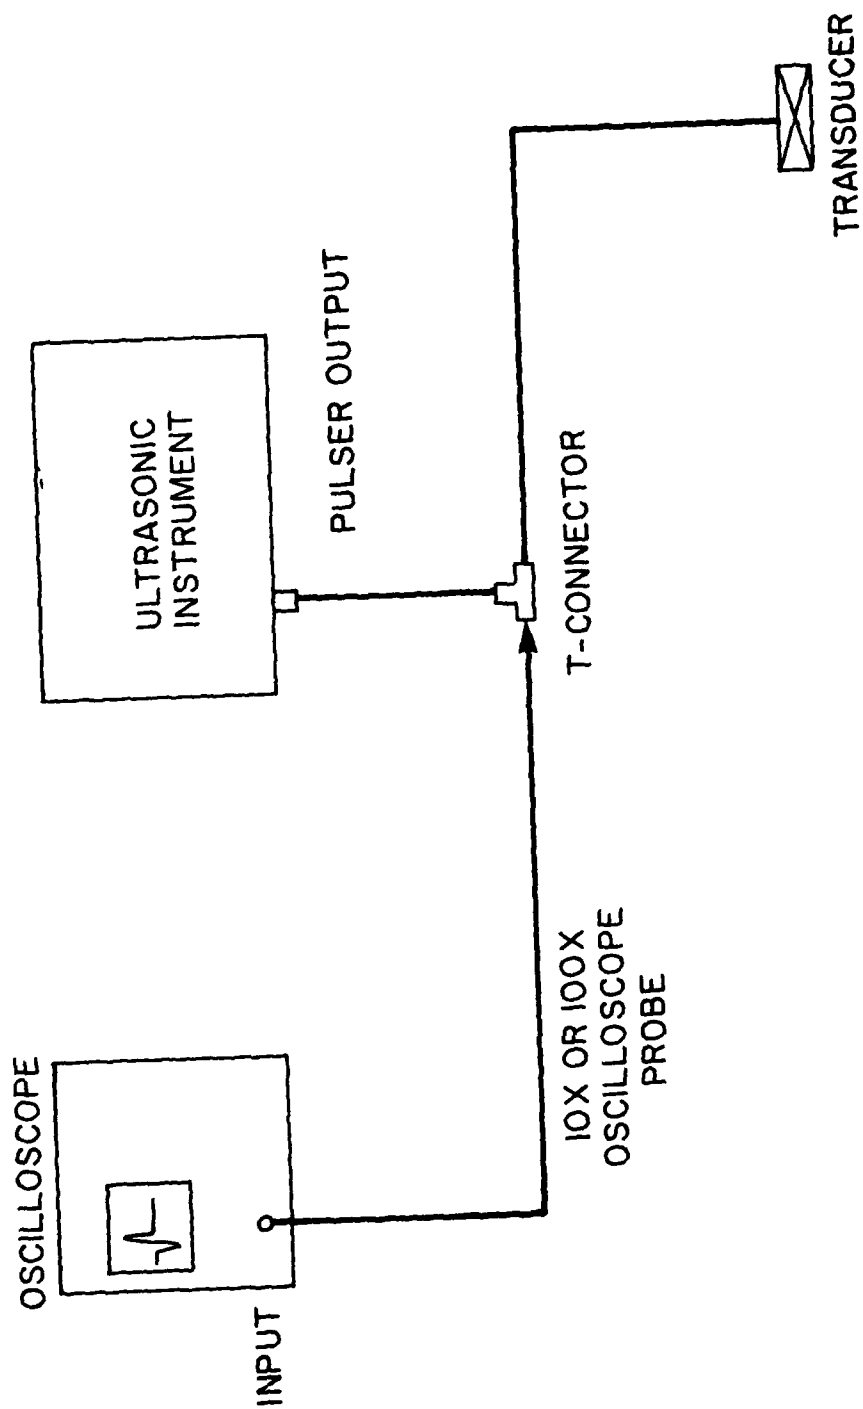 OSCILLOSCOPE
INPUT
10X OR 100X
OSCILLOSCOPE
PROBE
ULTRASONIC
INSTRUMENT
PULSER OUTPUT
T-CONNECTOR
TRANSDUCER